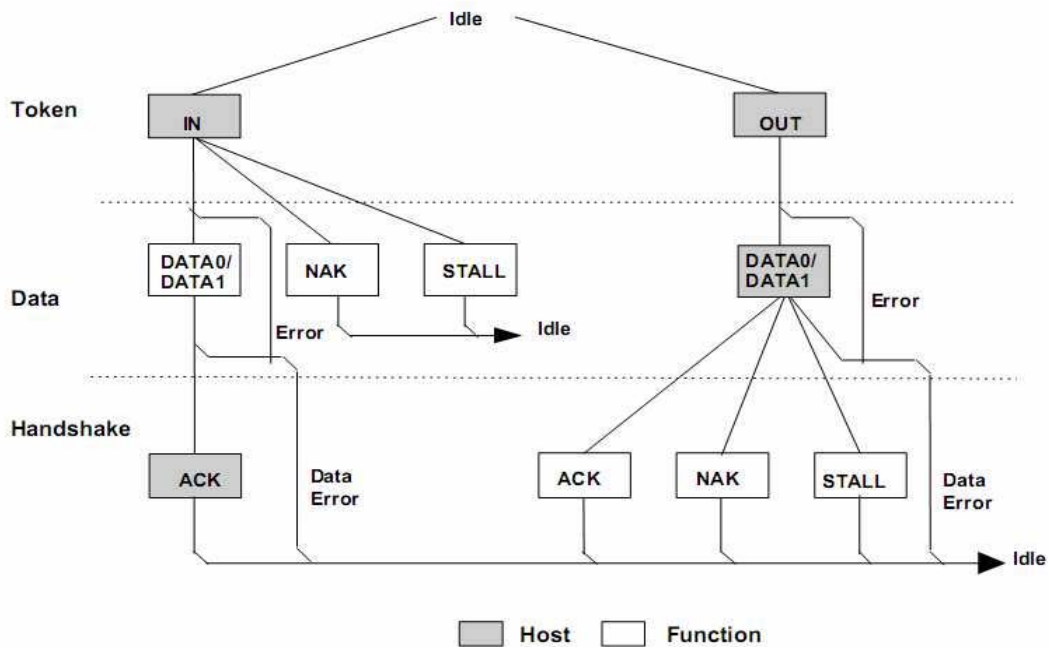 Idle
Token
IN
OUT
DATA0/
DATA1
NAK
STALL
DATA0/
DATA1
Data
Error
Idle
Error
Handshake
ACK
Data
Error
ACK
NAK
STALL
Data
Error
Idle
Host
Function